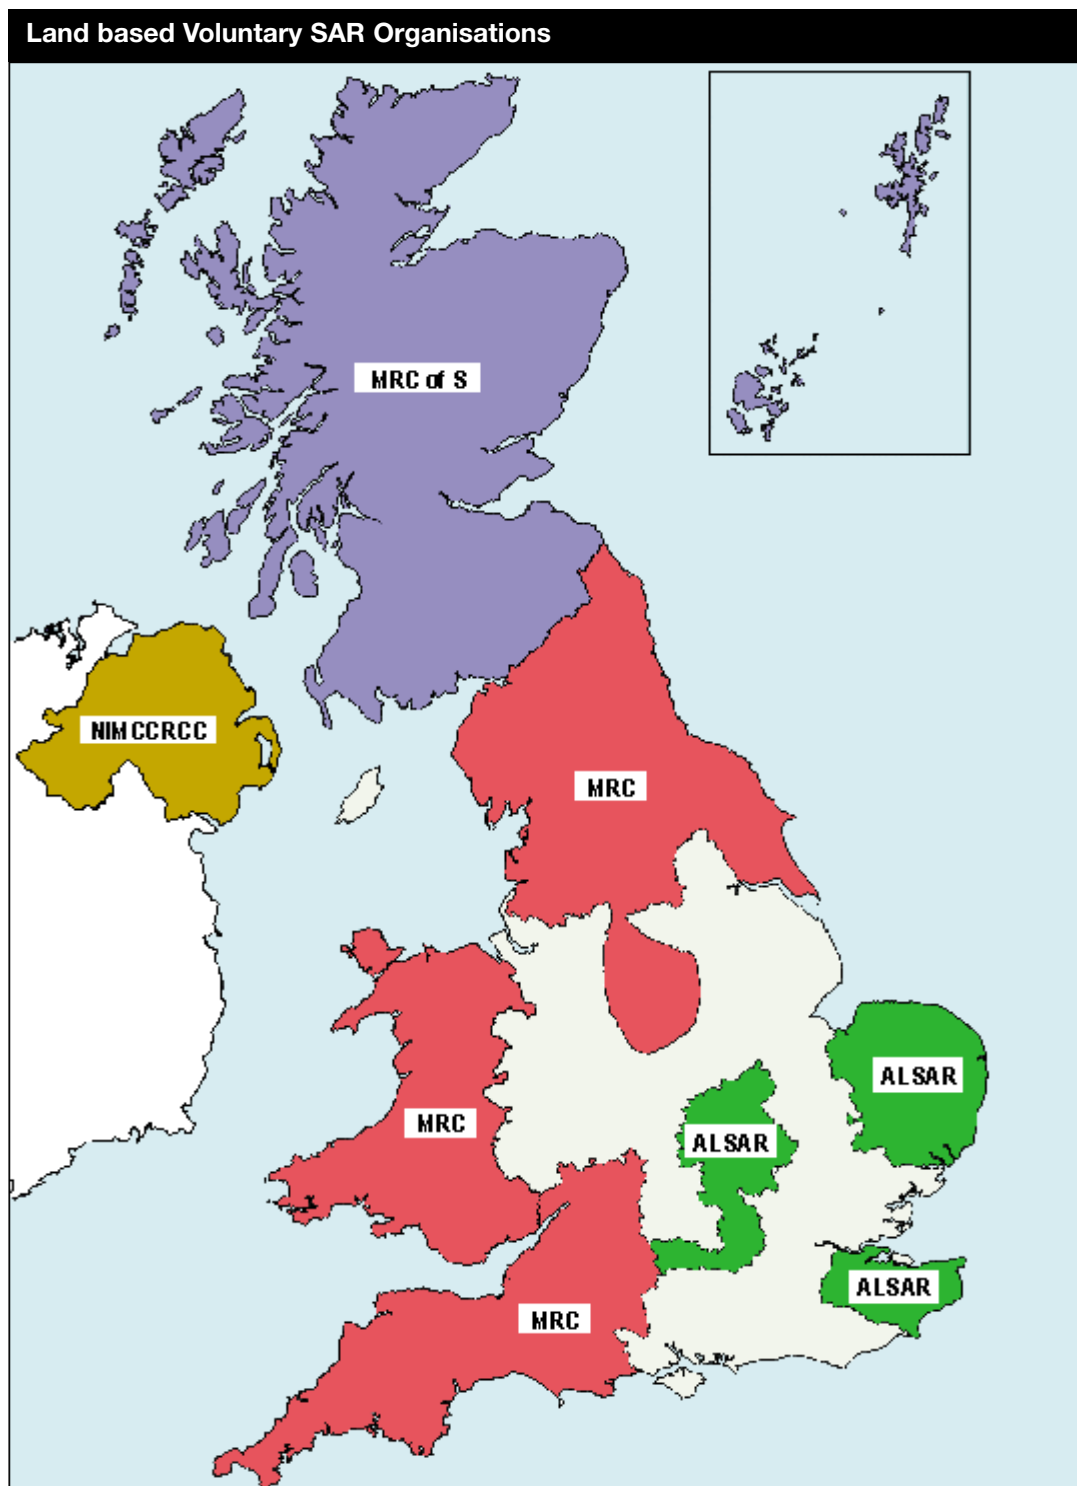 Land based Voluntary SAR Organisations
MRC of S
NIMCCRCC
MRC
ALSAR
MRC
ALSAR
ALSAR
MRC